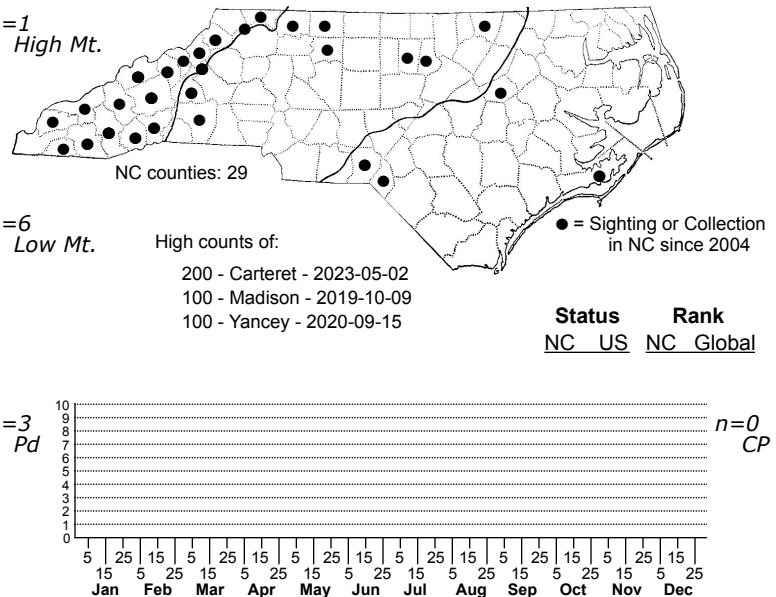 =1
High Mt.
NC counties: 29
=6
Low Mt.
High counts of:
200 - Carteret - 2023-05-02
100 - Madison - 2019-10-09
100 - Yancey - 2020-09-15
= Sighting or Collection
in NC since 2004
Status Rank
NC US NC Global
=3
Pd
n=0
CP
10
9
8
7
6
5
4
3
2
1
0
5 25 15 5 25 15 5 25 15 5 25 15 5 25 15 5 25 15
15 5 25 15 5 25 15 5 25 15 5 25 15 5 25 15 5 25
Jan Feb Mar Apr May Jun Jul Aug Sep Oct Nov Dec